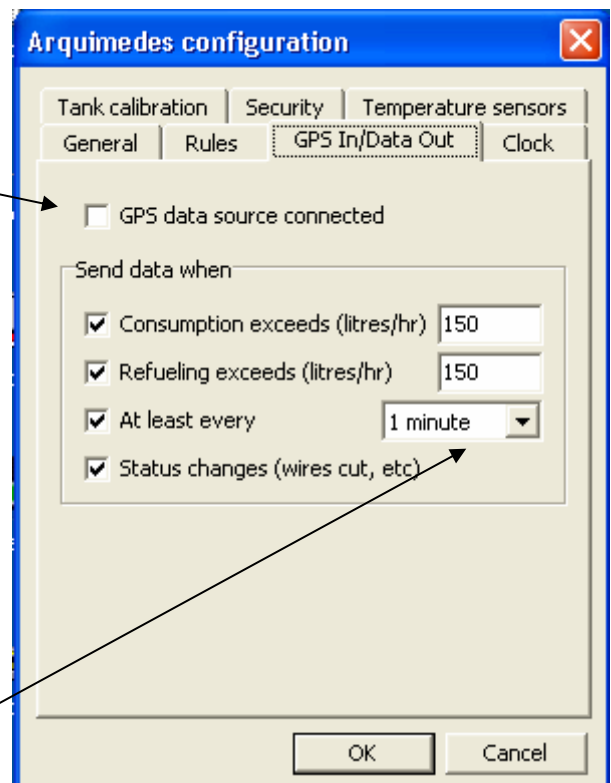 Arquimedes configuration
Tank calibration Security Temperature sensors
General Rules GPS In/Data Out Clock
GPS data source connected
Send data when
Consumption exceeds (litres/hr) 150
Refueling exceeds (litres/hr) 150
At least every 1 minute
Status changes (wires cut, etc)
OK Cancel